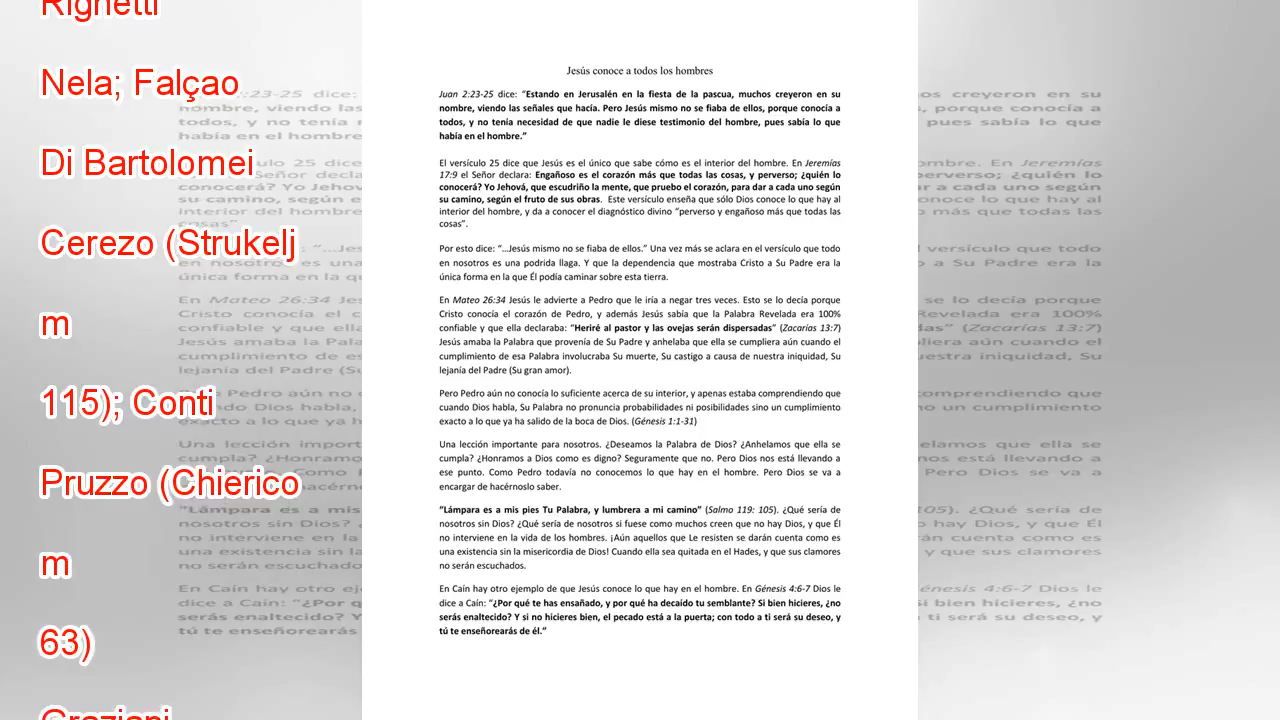 Righetti
Nela; Falçao
Di Bartolomei
Cerezo (Strukelj
m
115); Conti
Pruzzo (Chierico
m
63)
Graziani
Jesús conoce a todos los hombres
Juan 2:23-25 dice: “Estando en Jerusalén en la fiesta de la pascua, muchos creyeron en su
nombre, viendo las señales que hacía. Pero Jesús mismo no se fiaba de ellos, porque conocía a
todos, y no tenía necesidad de que nadie le diese testimonio del hombre, pues sabía lo que
había en el hombre.”
El versículo 25 dice que Jesús es el único que sabe cómo es el interior del hombre. En Jeremías
17:9 el Señor declara: Engañoso es el corazón más que todas las cosas, y perverso; ¿quién lo
conocerá? Yo Jehová, que escudriño la mente, que pruebo el corazón, para dar a cada uno según
su camino, según el fruto de sus obras. Este versículo enseña que sólo Dios conoce lo que hay al
interior del hombre, y da a conocer el diagnóstico divino “perverso y engañoso más que todas las
cosas”.
Por esto dice: “…Jesús mismo no se fiaba de ellos.” Una vez más se aclara en el versículo que todo
en nosotros es una podrida llaga. Y que la dependencia que mostraba Cristo a Su Padre era la
única forma en la que Él podía caminar sobre esta tierra.
En Mateo 26:34 Jesús le advierte a Pedro que le iría a negar tres veces. Esto se lo decía porque
Cristo conocía el corazón de Pedro, y además Jesús sabía que la Palabra Revelada era 100%
confiable y que ella declaraba: “Heriré al pastor y las ovejas serán dispersadas” (Zacarías 13:7)
Jesús amaba la Palabra que provenía de Su Padre y anhelaba que ella se cumpliera aún cuando el
cumplimiento de esa Palabra involucraba Su muerte, Su castigo a causa de nuestra iniquidad, Su
lejanía del Padre (Su gran amor).
Pero Pedro aún no conocía lo suficiente acerca de su interior, y apenas estaba comprendiendo que
cuando Dios habla, Su Palabra no pronuncia probabilidades ni posibilidades sino un cumplimiento
exacto a lo que ya ha salido de la boca de Dios. (Génesis 1:1-31)
Una lección importante para nosotros. ¿Deseamos la Palabra de Dios? ¿Anhelamos que ella se
cumpla? ¿Honramos a Dios como es digno? Seguramente que no. Pero Dios nos está llevando a
ese punto. Como Pedro todavía no conocemos lo que hay en el hombre. Pero Dios se va a
encargar de hacérnoslo saber.
“Lámpara es a mis pies Tu Palabra, y lumbrera a mi camino” (Salmo 119: 105). ¿Qué sería de
nosotros sin Dios? ¿Qué sería de nosotros si fuese como muchos creen que no hay Dios, y que Él
no interviene en la vida de los hombres. ¡Aún aquellos que Le resisten se darán cuenta como es
una existencia sin la misericordia de Dios! Cuando ella sea quitada en el Hades, y que sus clamores
no serán escuchados.
En Caín hay otro ejemplo de que Jesús conoce lo que hay en el hombre. En Génesis 4:6-7 Dios le
dice a Caín: “¿Por qué te has ensañado, y por qué ha decaído tu semblante? Si bien hicieres, ¿no
serás enaltecido? Y si no hicieres bien, el pecado está a la puerta; con todo a ti será su deseo, y
tú te enseñorearás de él.”